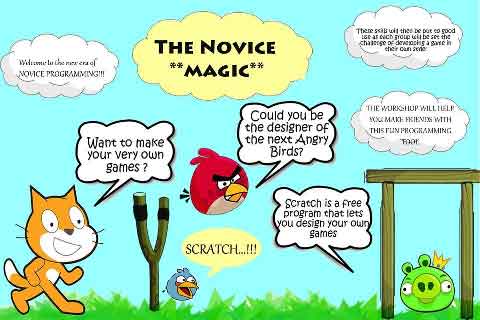 THE NOVICE
**MAGIC**
Welcome to the new era of
NOVICE PROGRAMMING!!!
These skills will then be put to good
use as each group will be set the
challenge of developing a game in
their own style!
THE WORKSHOP WILL HELP
YOU MAKE FRIENDS WITH
THIS FUN PROGRAMMING
TOOL
Want to make
your very own
games ?
Could you be
the designer of
the next Angry
Birds?
Scratch is a free
program that lets
you design your own
games
SCRATCH...!!!